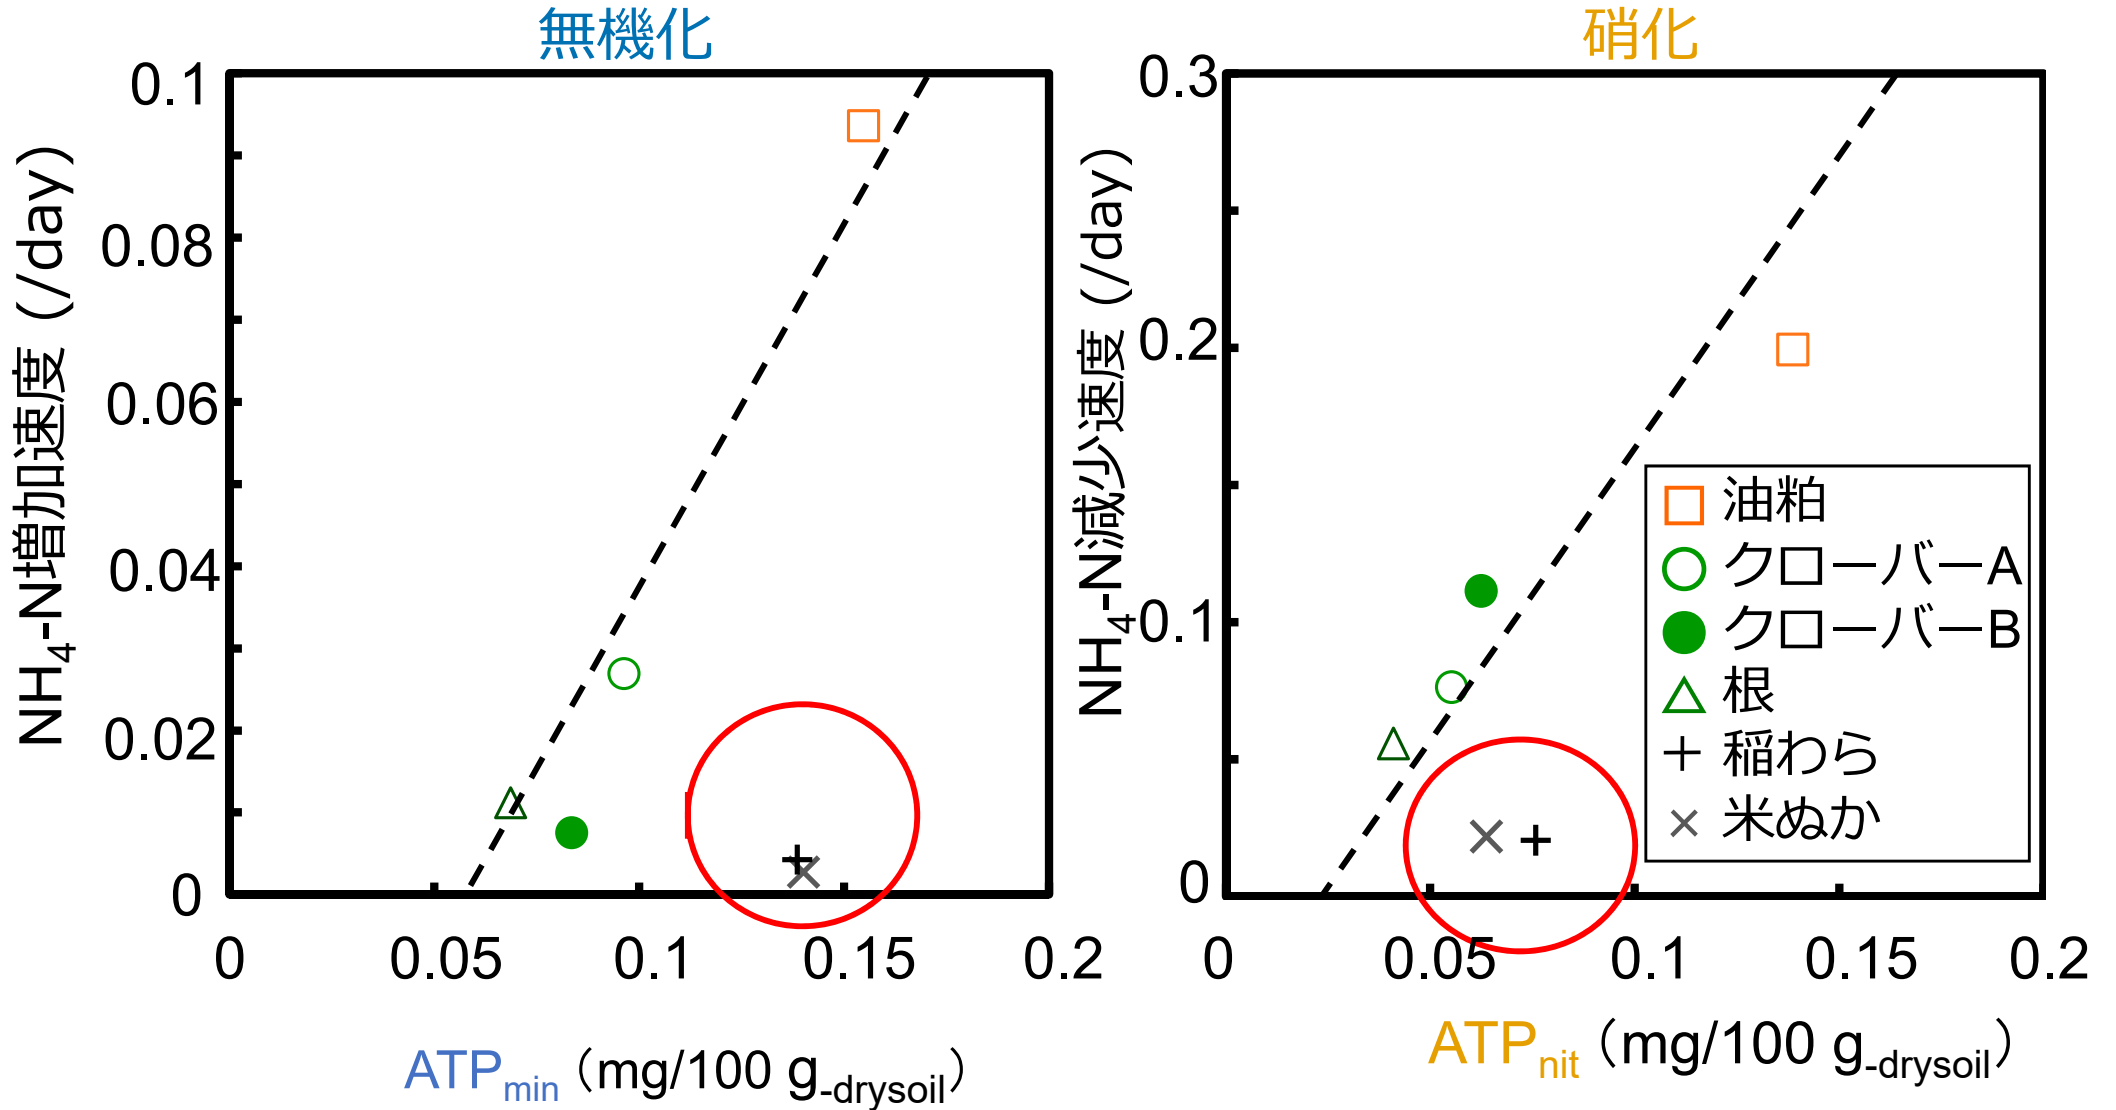 無機化
NH4-N増加速度（/day）
0.1
0.08
0.06
0.04
0.02
0
0
0.05
0.1
0.15
0.2
ATPmin（mg/100 g-drysoil）
硝化
NH4-N減少速度（/day）
0.3
0.2
0.1
0
0
0.05
0.1
0.15
0.2
ATPnit（mg/100 g-drysoil）
油粕
クローバーA
クローバーB
根
稲わら
米ぬか